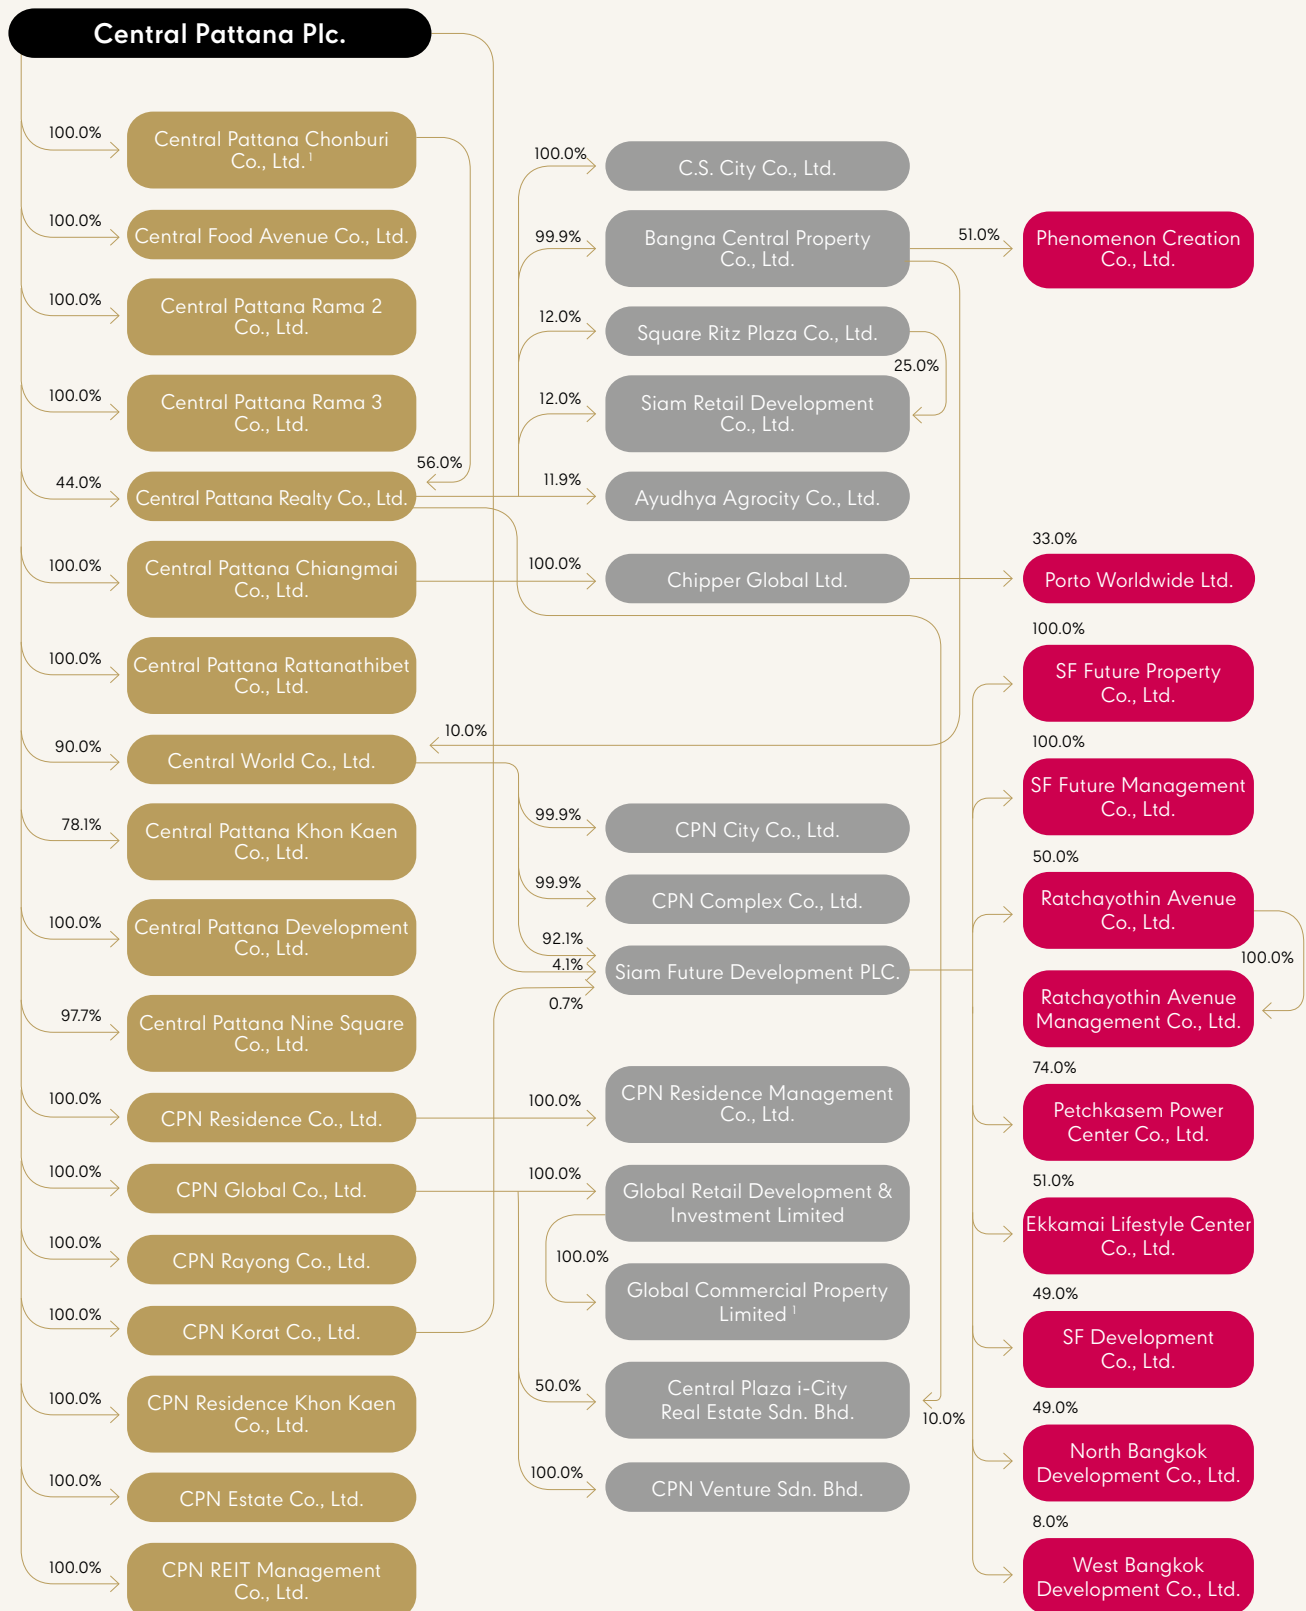 Central Pattana Plc.
100.0%
Central Pattana Chonburi
Co., Ltd. 1
100.0%
Central Food Avenue Co., Ltd.
100.0%
Central Pattana Rama 2
Co., Ltd.
100.0%
Central Pattana Rama 3
Co., Ltd.
44.0%
56.0%
Central Pattana Realty Co., Ltd.
100.0%
Central Pattana Chiangmai
Co., Ltd.
100.0%
Central Pattana Rattanathibet
Co., Ltd.
90.0%
10.0%
Central World Co., Ltd.
78.1%
Central Pattana Khon Kaen
Co., Ltd.
100.0%
Central Pattana Development
Co., Ltd.
97.7%
Central Pattana Nine Square
Co., Ltd.
100.0%
CPN Residence Co., Ltd.
100.0%
CPN Global Co., Ltd.
100.0%
CPN Rayong Co., Ltd.
100.0%
CPN Korat Co., Ltd.
100.0%
CPN Residence Khon Kaen
Co., Ltd.
100.0%
CPN Estate Co., Ltd.
100.0%
CPN REIT Management
Co., Ltd.
100.0%
C.S. City Co., Ltd.
99.9%
Bangna Central Property
Co., Ltd.
12.0%
Square Ritz Plaza Co., Ltd.
25.0%
12.0%
Siam Retail Development
Co., Ltd.
11.9%
Ayudhya Agrocity Co., Ltd.
100.0%
Chipper Global Ltd.
99.9%
CPN City Co., Ltd.
99.9%
CPN Complex Co., Ltd.
92.1%
4.1%
0.7%
Siam Future Development PLC.
100.0%
CPN Residence Management
Co., Ltd.
100.0%
Global Retail Development &
Investment Limited
100.0%
Global Commercial Property
Limited 1
50.0%
Central Plaza i-City
Real Estate Sdn. Bhd.
10.0%
100.0%
CPN Venture Sdn. Bhd.
51.0%
Phenomenon Creation
Co., Ltd.
33.0%
Porto Worldwide Ltd.
100.0%
SF Future Property
Co., Ltd.
100.0%
SF Future Management
Co., Ltd.
50.0%
Ratchayothin Avenue
Co., Ltd.
100.0%
Ratchayothin Avenue
Management Co., Ltd.
74.0%
Petchkasem Power
Center Co., Ltd.
51.0%
Ekkamai Lifestyle Center
Co., Ltd.
49.0%
SF Development
Co., Ltd.
49.0%
North Bangkok
Development Co., Ltd.
8.0%
West Bangkok
Development Co., Ltd.